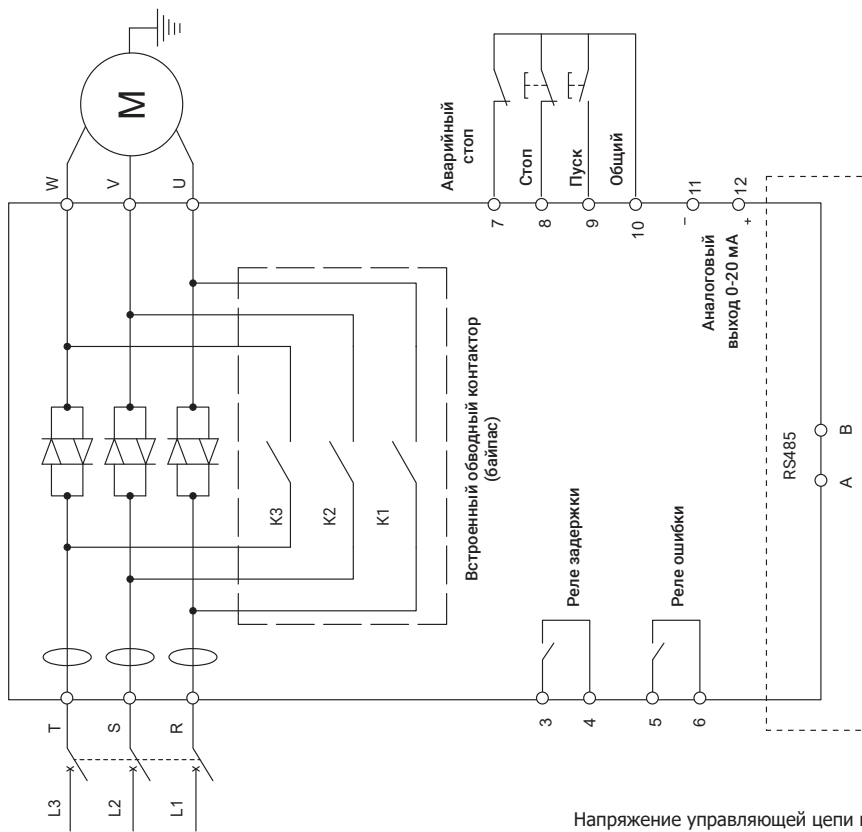 L3
L2
L1
T
S
R
W
V
U
M
K3
K2
K1
Встроенный обводный контактор
(байпас)
3
4
5
6
Реле задержки
Реле ошибки
Аварийный
стоп
Стоп
Пуск
Общий
7
8
9
10
11
12
−
+
Аналоговый
выход 0-20 мА
RS485
A
B
Напряжение управляющей цепи